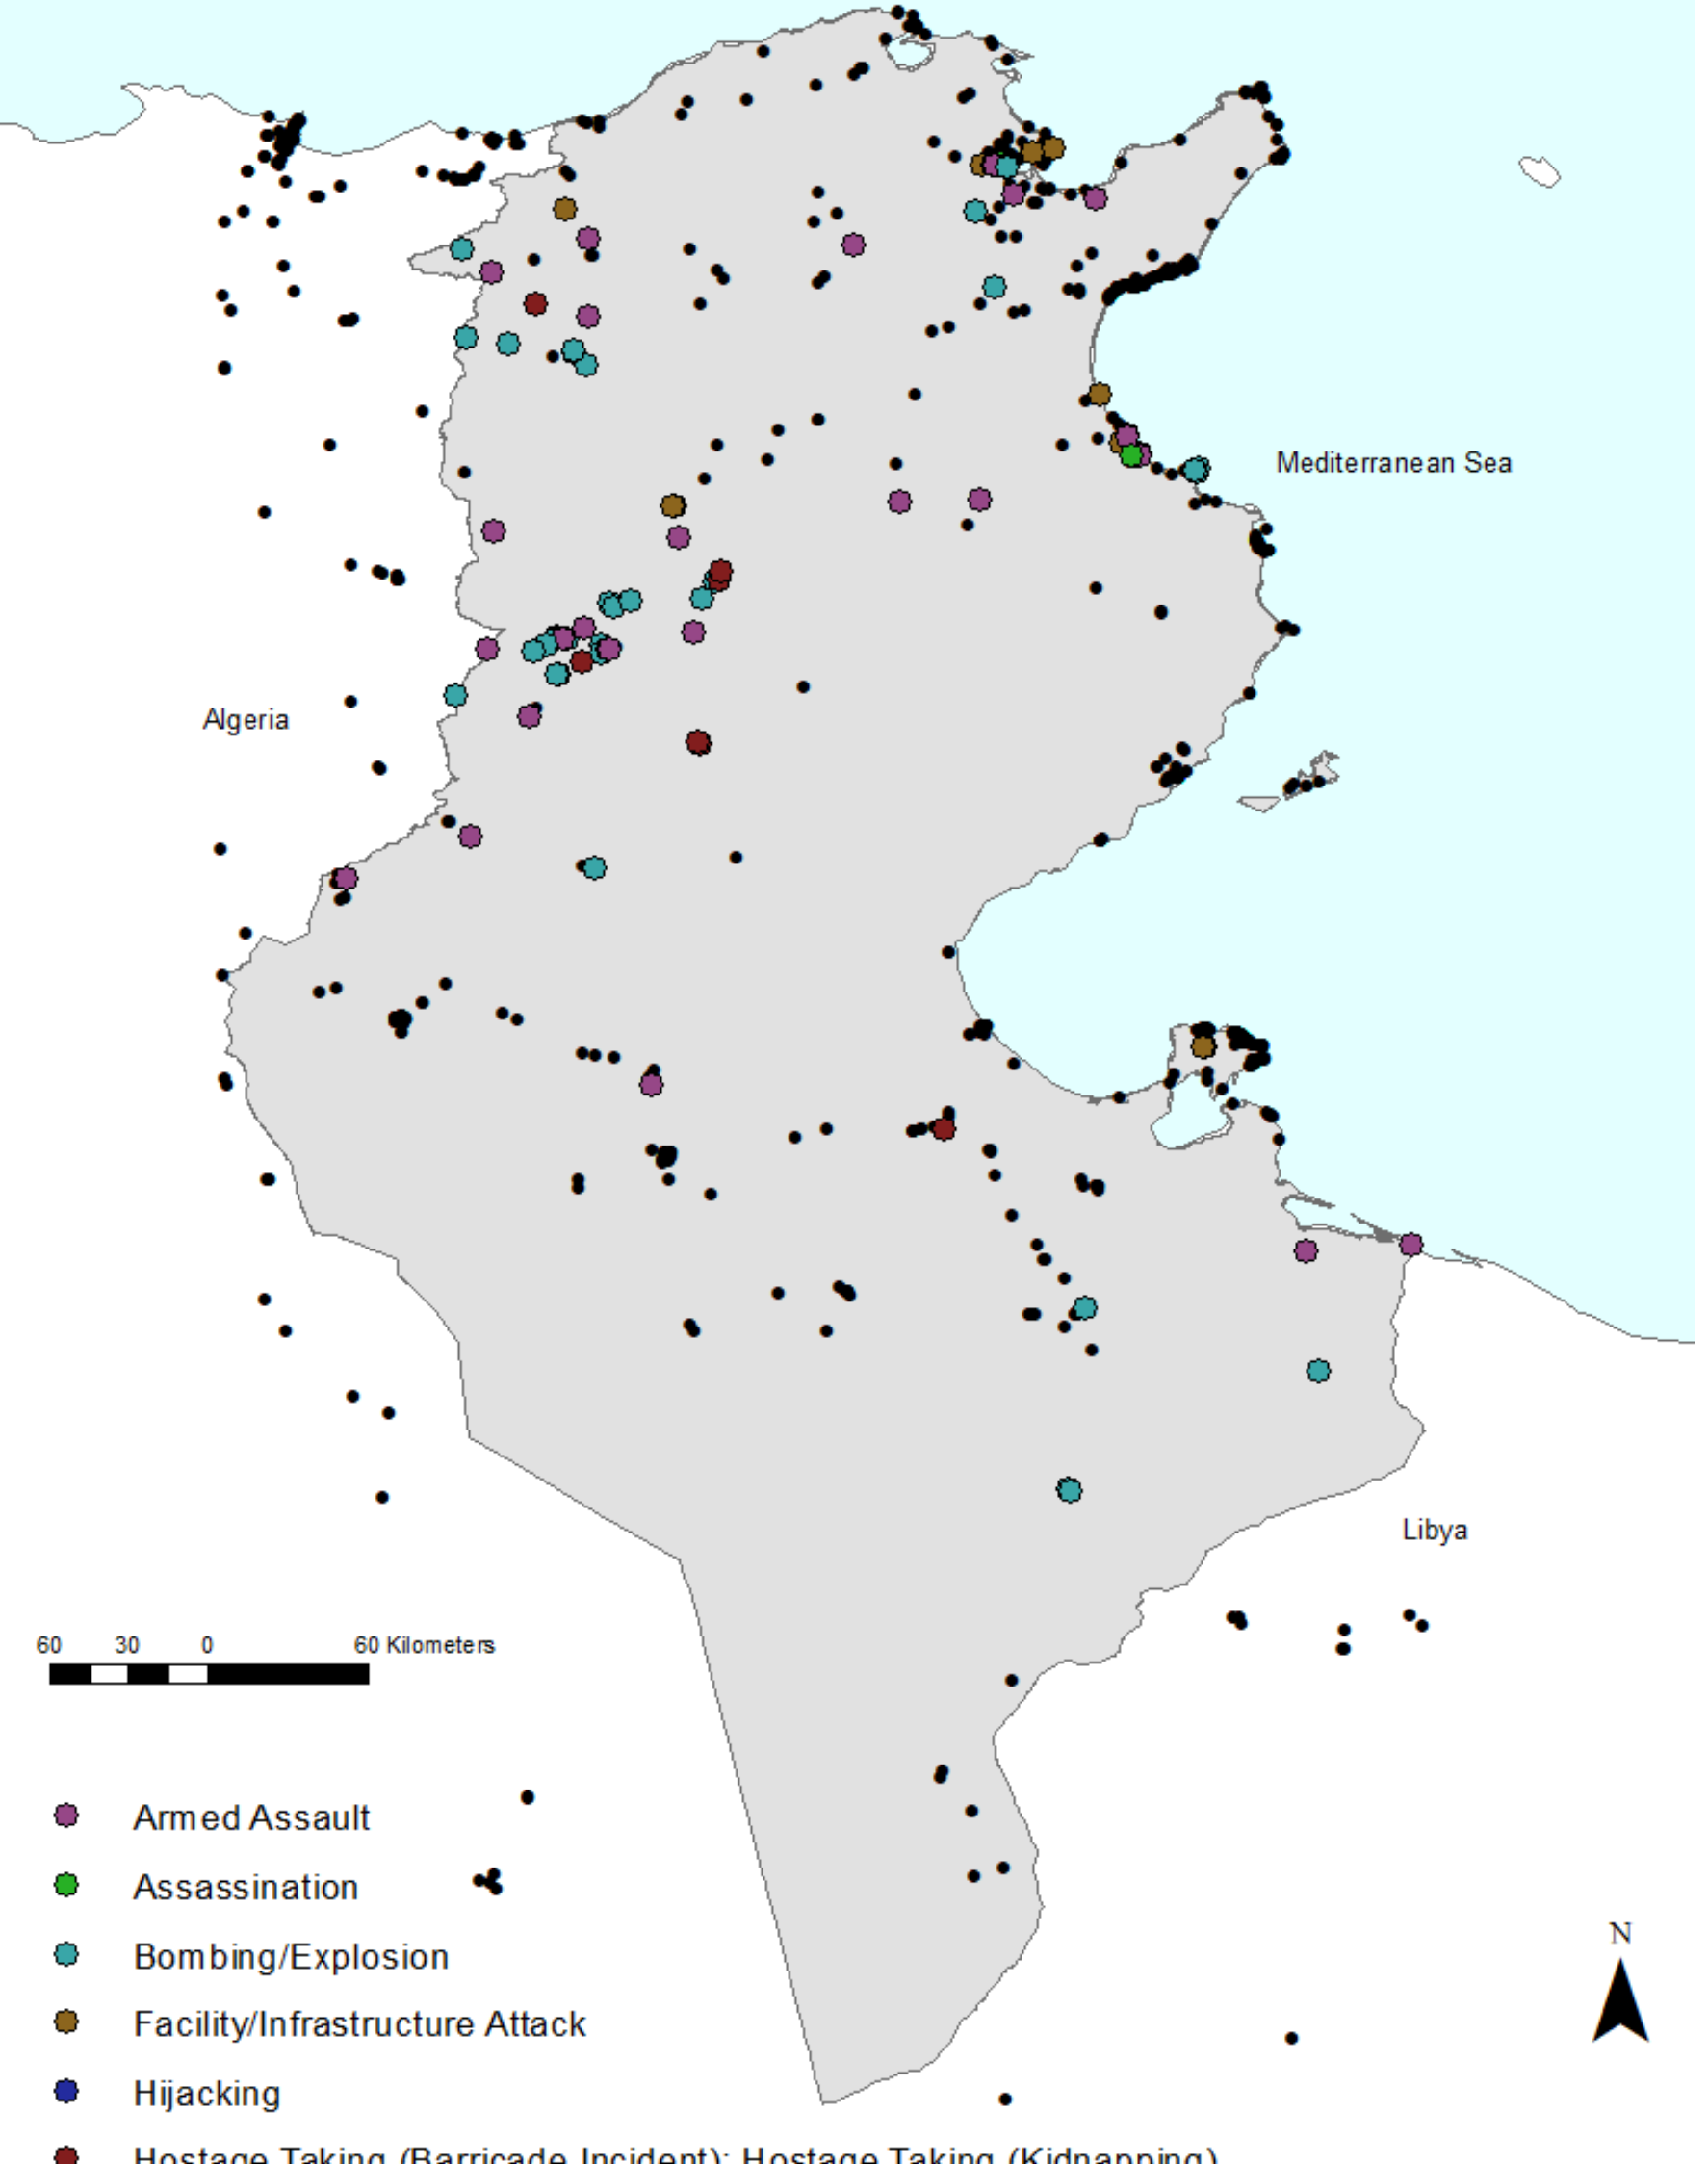 Mediterranean Sea
Algeria
Libya
60 30 0 60 Kilometers
Armed Assault
Assassination
Bombing/Explosion
Facility/Infrastructure Attack
Hijacking
Hostage Taking (Barricade Incident); Hostage Taking (Kidnapping)
N